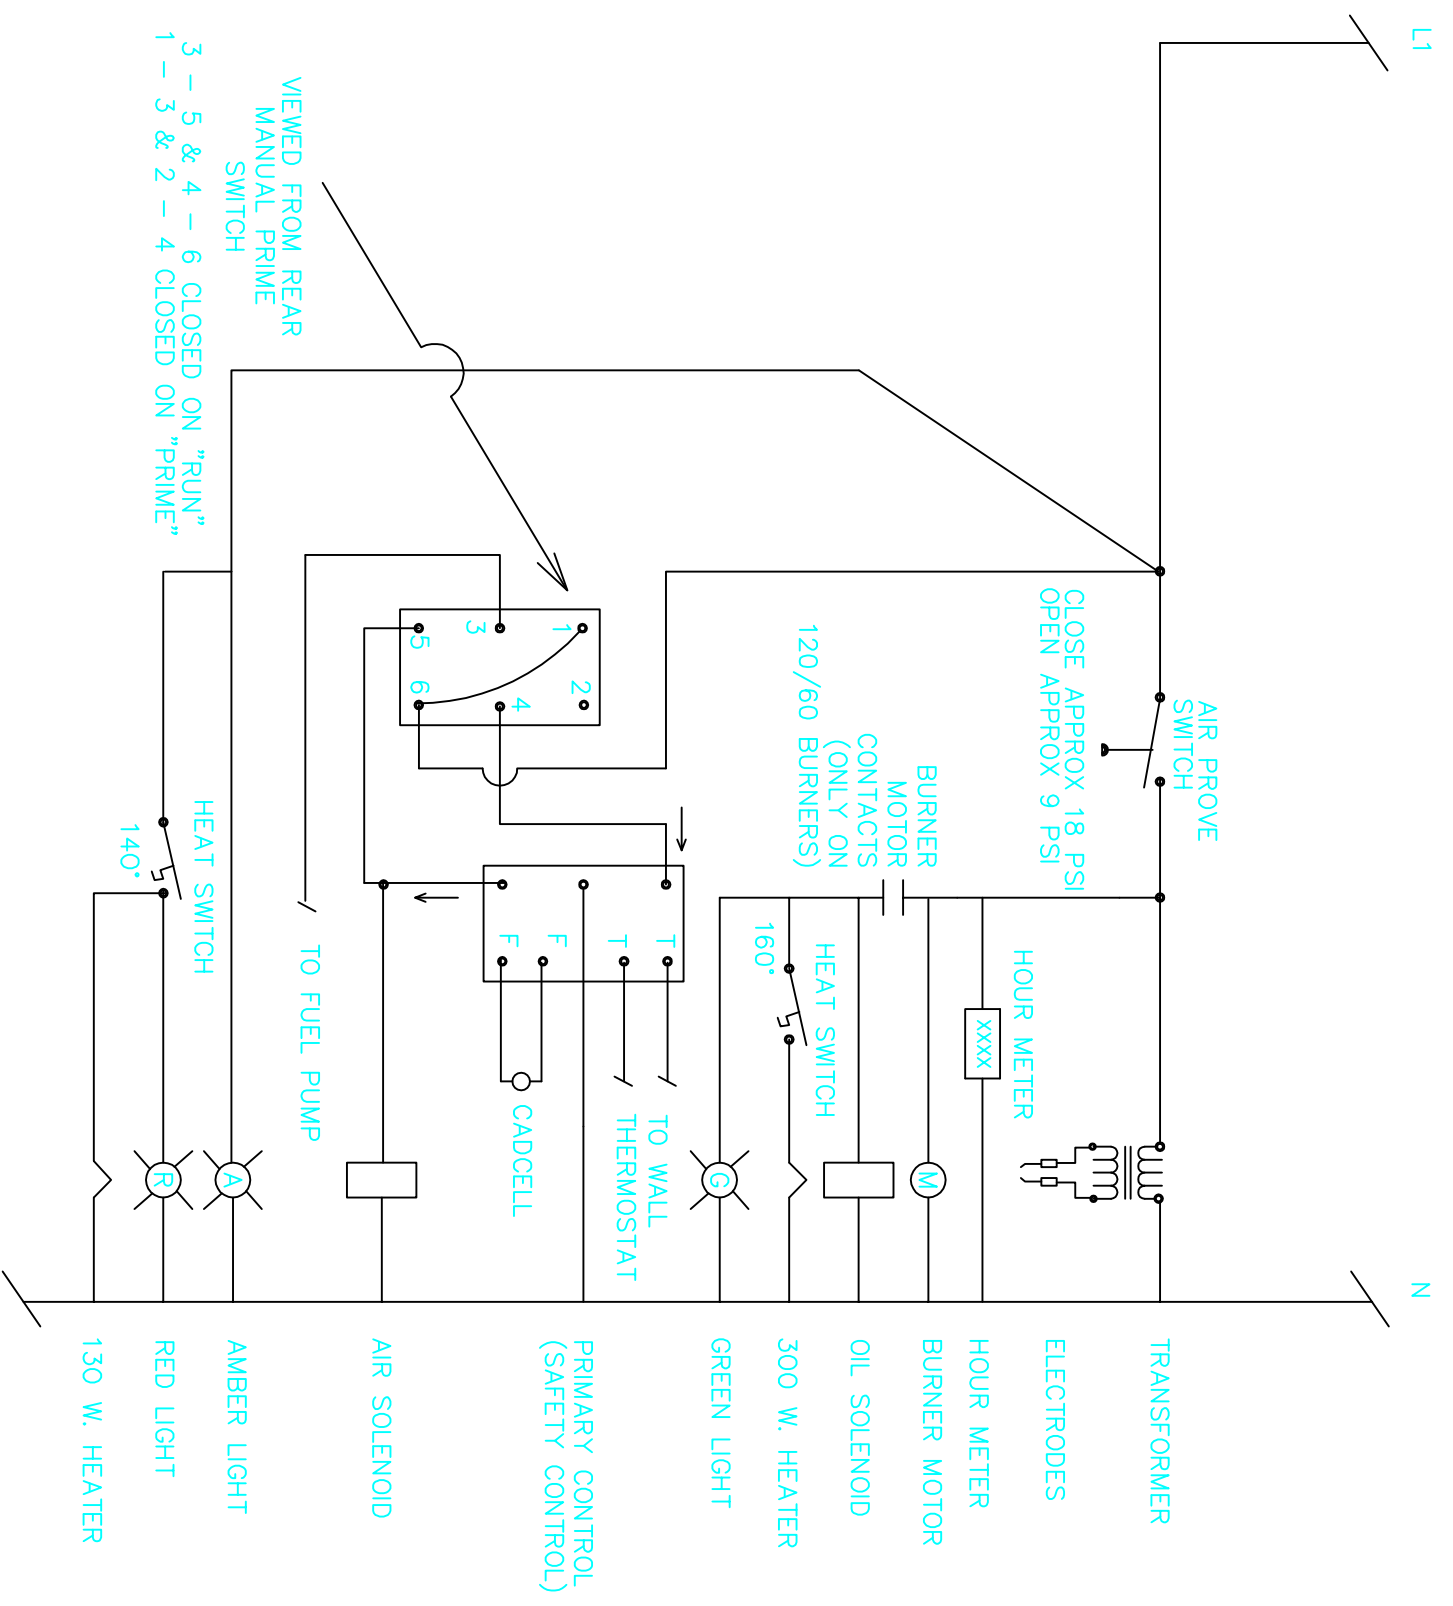 L1
N
AIR PROVE
SWITCH
CLOSE APPROX 18 PSI
OPEN APPROX 9 PSI
TRANSFORMER
ELECTRODES
HOUR METER
XXXX
HOUR METER
BURNER
MOTOR
CONTACTS
(ONLY ON
120/60 BURNERS)
M
BURNER MOTOR
OIL SOLENOID
HEAT SWITCH
160°
300 W. HEATER
G
GREEN LIGHT
1
2
3
4
5
6
T
T
F
F
TO WALL
THERMOSTAT
CADCELL
PRIMARY CONTROL
(SAFETY CONTROL)
AIR SOLENOID
TO FUEL PUMP
VIEWED FROM REAR
MANUAL PRIME
SWITCH
A
AMBER LIGHT
3 – 5 & 4 – 6 CLOSED ON ”RUN”
1 – 3 & 2 – 4 CLOSED ON ”PRIME”
HEAT SWITCH
140°
R
RED LIGHT
130 W. HEATER